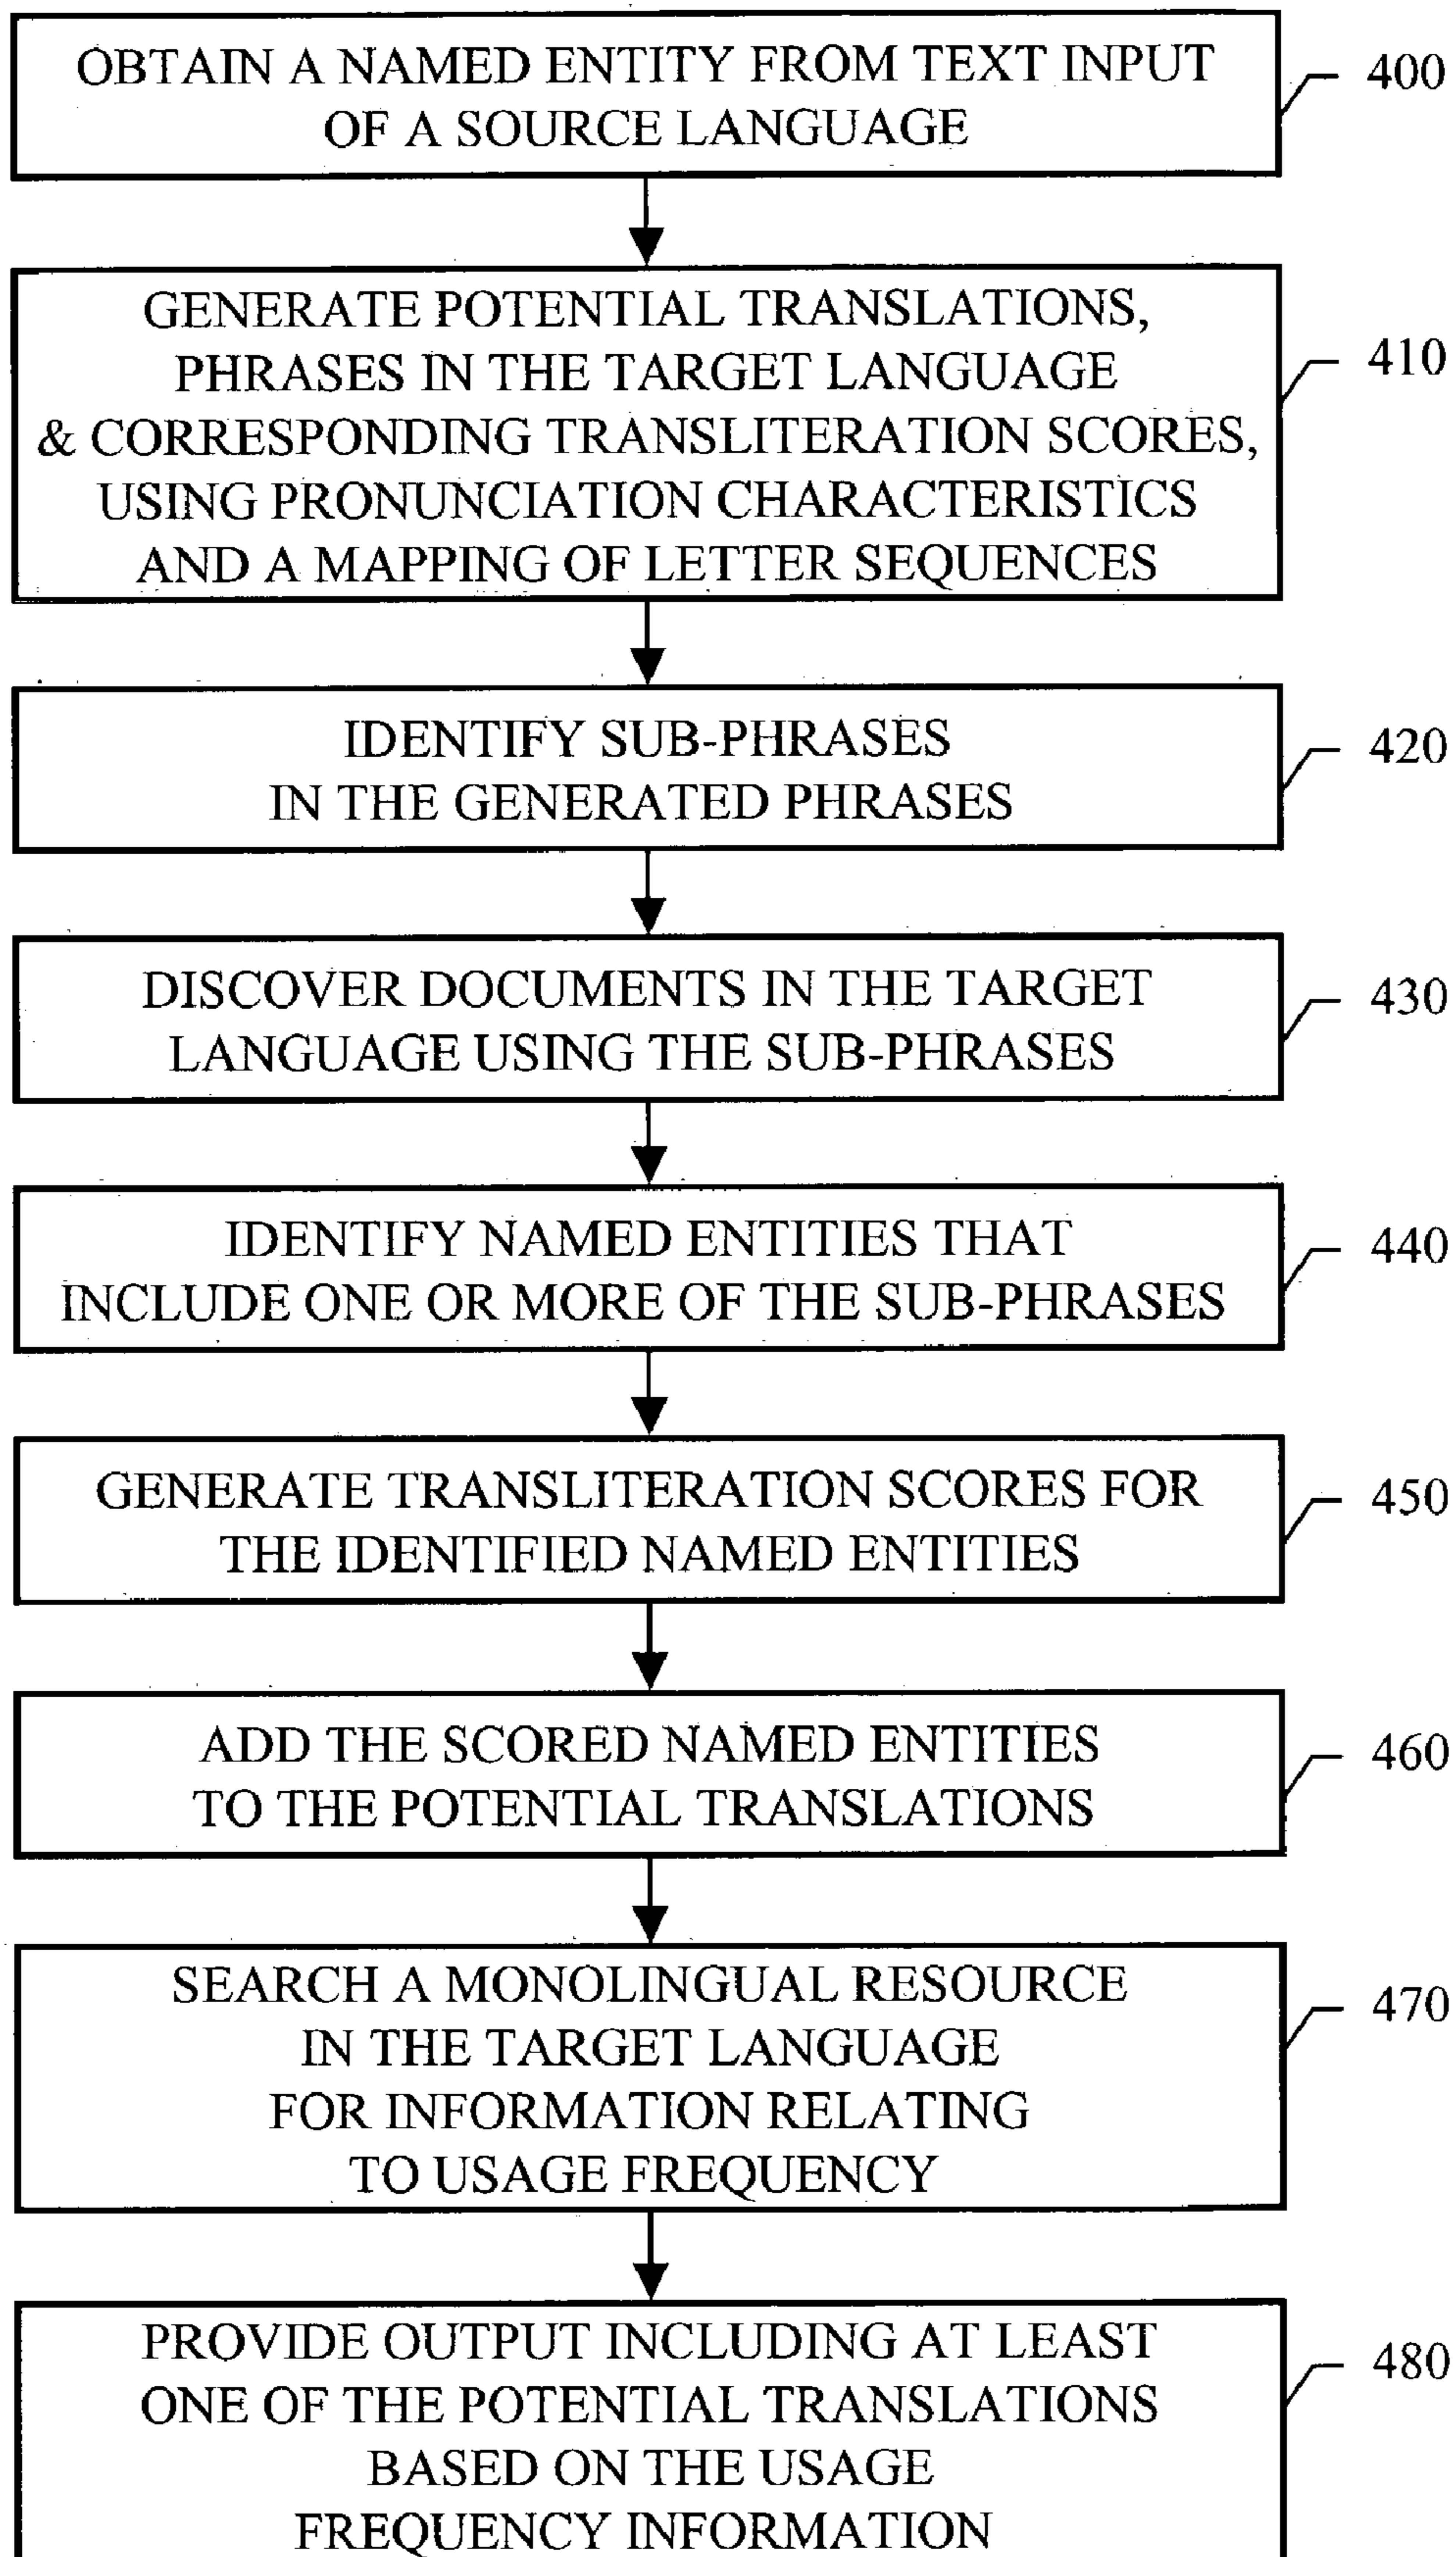 OBTAIN A NAMED ENTITY FROM TEXT INPUT
OF A SOURCE LANGUAGE
400
GENERATE POTENTIAL TRANSLATIONS,
PHRASES IN THE TARGET LANGUAGE
& CORRESPONDING TRANSLITERATION SCORES,
USING PRONUNCIATION CHARACTERISTICS
AND A MAPPING OF LETTER SEQUENCES
410
IDENTIFY SUB-PHRASES
IN THE GENERATED PHRASES
420
DISCOVER DOCUMENTS IN THE TARGET
LANGUAGE USING THE SUB-PHRASES
430
IDENTIFY NAMED ENTITIES THAT
INCLUDE ONE OR MORE OF THE SUB-PHRASES
440
GENERATE TRANSLITERATION SCORES FOR
THE IDENTIFIED NAMED ENTITIES
450
ADD THE SCORED NAMED ENTITIES
TO THE POTENTIAL TRANSLATIONS
460
SEARCH A MONOLINGUAL RESOURCE
IN THE TARGET LANGUAGE
FOR INFORMATION RELATING
TO USAGE FREQUENCY
470
PROVIDE OUTPUT INCLUDING AT LEAST
ONE OF THE POTENTIAL TRANSLATIONS
BASED ON THE USAGE
FREQUENCY INFORMATION
480